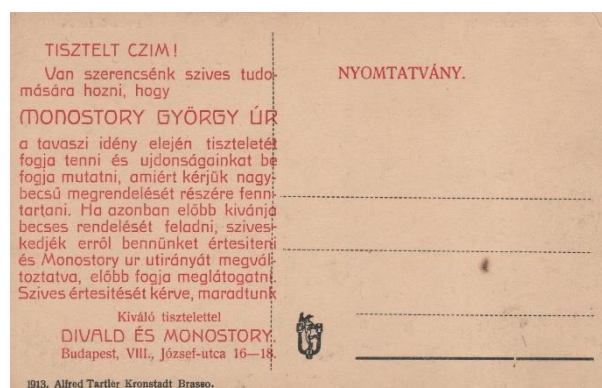 TISZTELT CZIM!
Van szerencsénk szives tudo-
mására hozni, hogy
MONOSTORY GYÖRGY ÚR
a tavaszi idény elején tiszteletét
fogja tenni és ujdonságainkat be
fogja mutatni, amiért kérjük nagy-
becsű megrendelését részére fenn-
tartani. Ha azonban előbb kivánja
becses rendelését feladni, szives-
kedjék erről bennünket értesiteni
és Monostory ur utirányát megvál-
toztatva, előbb fogja meglátogatni.
Szives értesitését kérve, maradtunk
Kiváló tisztelettel
DIVALD ÉS MONOSTORY.
Budapest, VIII., József-utca 16—18.
1913. Alfred Tartler Kronstadt Brasso.
NYOMTATVÁNY.